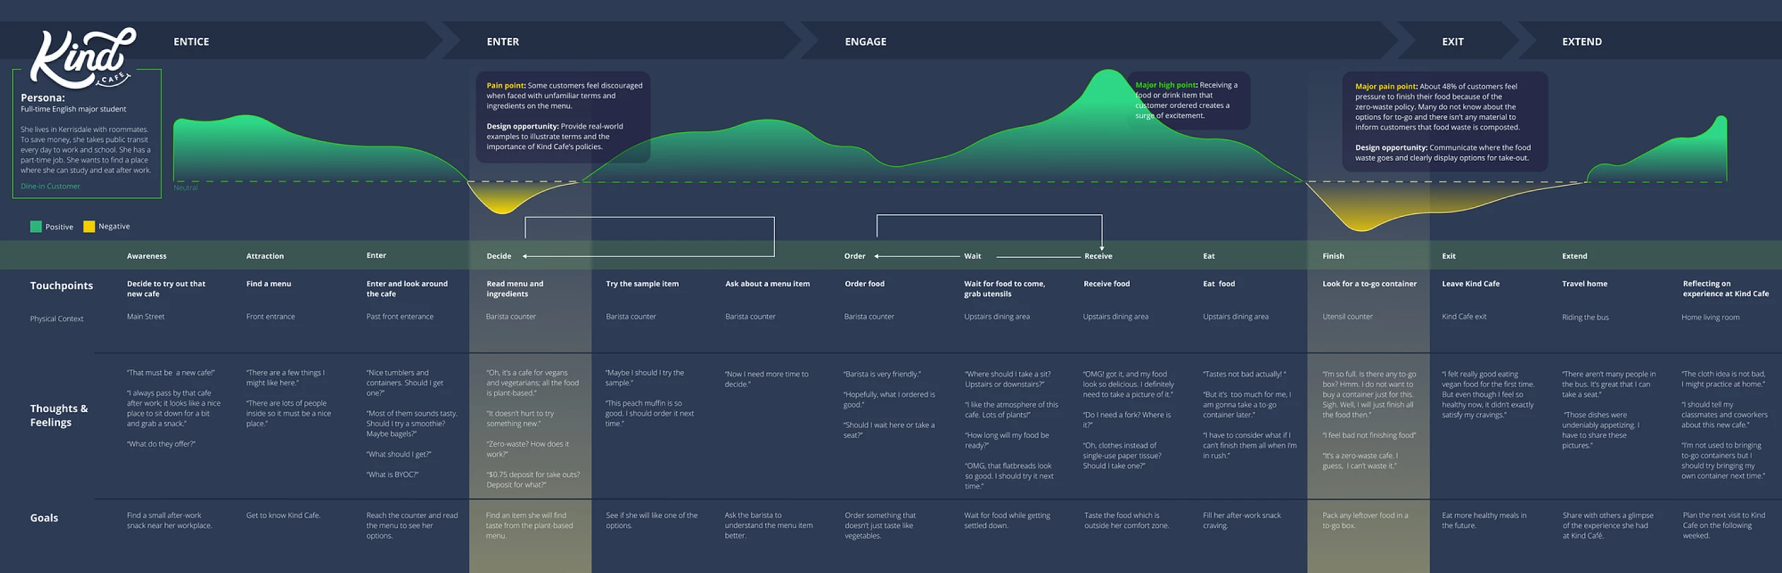 ENTICE
ENTER
ENGAGE
EXIT
EXTEND
Kind
CAFE
Persona:
Full-time English major student
She lives in Kerrisdale with roommates.
To save money, she takes public transit
every day to work and school. She has a
part-time job. She wants to find a place
where she can study and eat after work.
Dine-in Customer
Pain point: Some customers feel discouraged
when faced with unfamiliar terms and
ingredients on the menu.
Design opportunity: Provide real-world
examples to illustrate terms and the
importance of Kind Cafe's policies.
Major high point: Receiving a
food or drink item that
customer ordered creates a
surge of excitement.
Major pain point: About 48% of customers feel
pressure to finish their food because of the
zero-waste policy. Many do not know about the
options for to-go and there isn't any material to
inform customers that food waste is composted.
Design opportunity: Communicate where the food
waste goes and clearly display options for take-out.
Neutral
Positive
Negative
Awareness
Attraction
Enter
Decide
Order
Wait
Receive
Eat
Finish
Exit
Extend
Touchpoints
Decide to try out that
new cafe
Find a menu
Enter and look around
the cafe
Read menu and
ingredients
Try the sample item
Ask about a menu item
Order food
Wait for food to come,
grab utensils
Receive food
Eat food
Look for a to-go container
Leave Kind Cafe
Travel home
Reflecting on
experience at Kind Cafe
Physical Context
Main Street
Front entrance
Past front enterance
Barista counter
Barista counter
Barista counter
Barista counter
Upstairs dining area
Upstairs dining area
Upstairs dining area
Utensil counter
Kind Cafe exit
Riding the bus
Home living room
Thoughts &
Feelings
"That must be a new cafe!"
"I always pass by that cafe
after work; it looks like a nice
place to sit down for a bit
and grab a snack."
"What do they offer?"
"There are a few things I
might like here."
"There are lots of people
inside so it must be a nice
place."
"Nice tumblers and
containers. Should I get
one?"
"Most of them sounds tasty.
Should I try a smoothie?
Maybe bagels?"
"What should I get?"
"What is BYOC?"
"Oh, it's a cafe for vegans
and vegetarians; all the food
is plant-based."
"It doesn't hurt to try
something new."
"Zero-waste? How does it
work?"
"$0.75 deposit for take outs?
Deposit for what?"
"Maybe I should I try the
sample."
"This peach muffin is so
good. I should order it next
time."
"Now I need more time to
decide."
"Barista is very friendly."
"Hopefully, what I ordered is
good."
"Should I wait here or take a
seat?"
"Where should I take a sit?
Upstairs or downstairs?"
"I like the atmosphere of this
cafe. Lots of plants!"
"How long will my food be
ready?"
"OMG, that flatbreads look
so good. I should try it next
time."
"OMG! got it, and my food
look so delicious. I definitely
need to take a picture of it."
"Do I need a fork? Where is
it?"
"Oh, clothes instead of
single-use paper tissue?
Should I take one?"
"Tastes not bad actually! "
"But it's too much for me, I
am gonna take a to-go
container later."
"I have to consider what if I
can't finish them all when I'm
in rush."
"I'm so full. Is there any to-go
box? Hmm. I do not want to
buy a container just for this.
Sigh. Well, I will just finish all
the food then."
"I feel bad not finishing food"
"It's a zero-waste cafe. I
guess, I can't waste it."
"I felt really good eating
vegan food for the first time.
But even though I feel so
healthy now, it didn't exactly
satisfy my cravings."
"There aren't many people in
the bus. It's great that I can
take a seat."
"Those dishes were
undeniably appetizing. I
have to share these
pictures."
"The cloth idea is not bad,
I might practice at home."
"I should tell my
classmates and coworkers
about this new cafe."
"I'm not used to bringing
to-go containers but I
should try bringing my
own container next time."
Goals
Find a small after-work
snack near her workplace.
Get to know Kind Cafe.
Reach the counter and read
the menu to see her
options.
Find an item she will find
taste from the plant-based
menu.
See if she will like one of the
options.
Ask the barista to
understand the menu item
better.
Order something that
doesn't just taste like
vegetables.
Wait for food while getting
settled down.
Taste the food which is
outside her comfort zone.
Fill her after-work snack
craving.
Pack any leftover food in a
to-go box.
Eat more healthy meals in
the future.
Share with others a glimpse
of the experience she had
at Kind Café.
Plan the next visit to Kind
Cafe on the following
weeked.